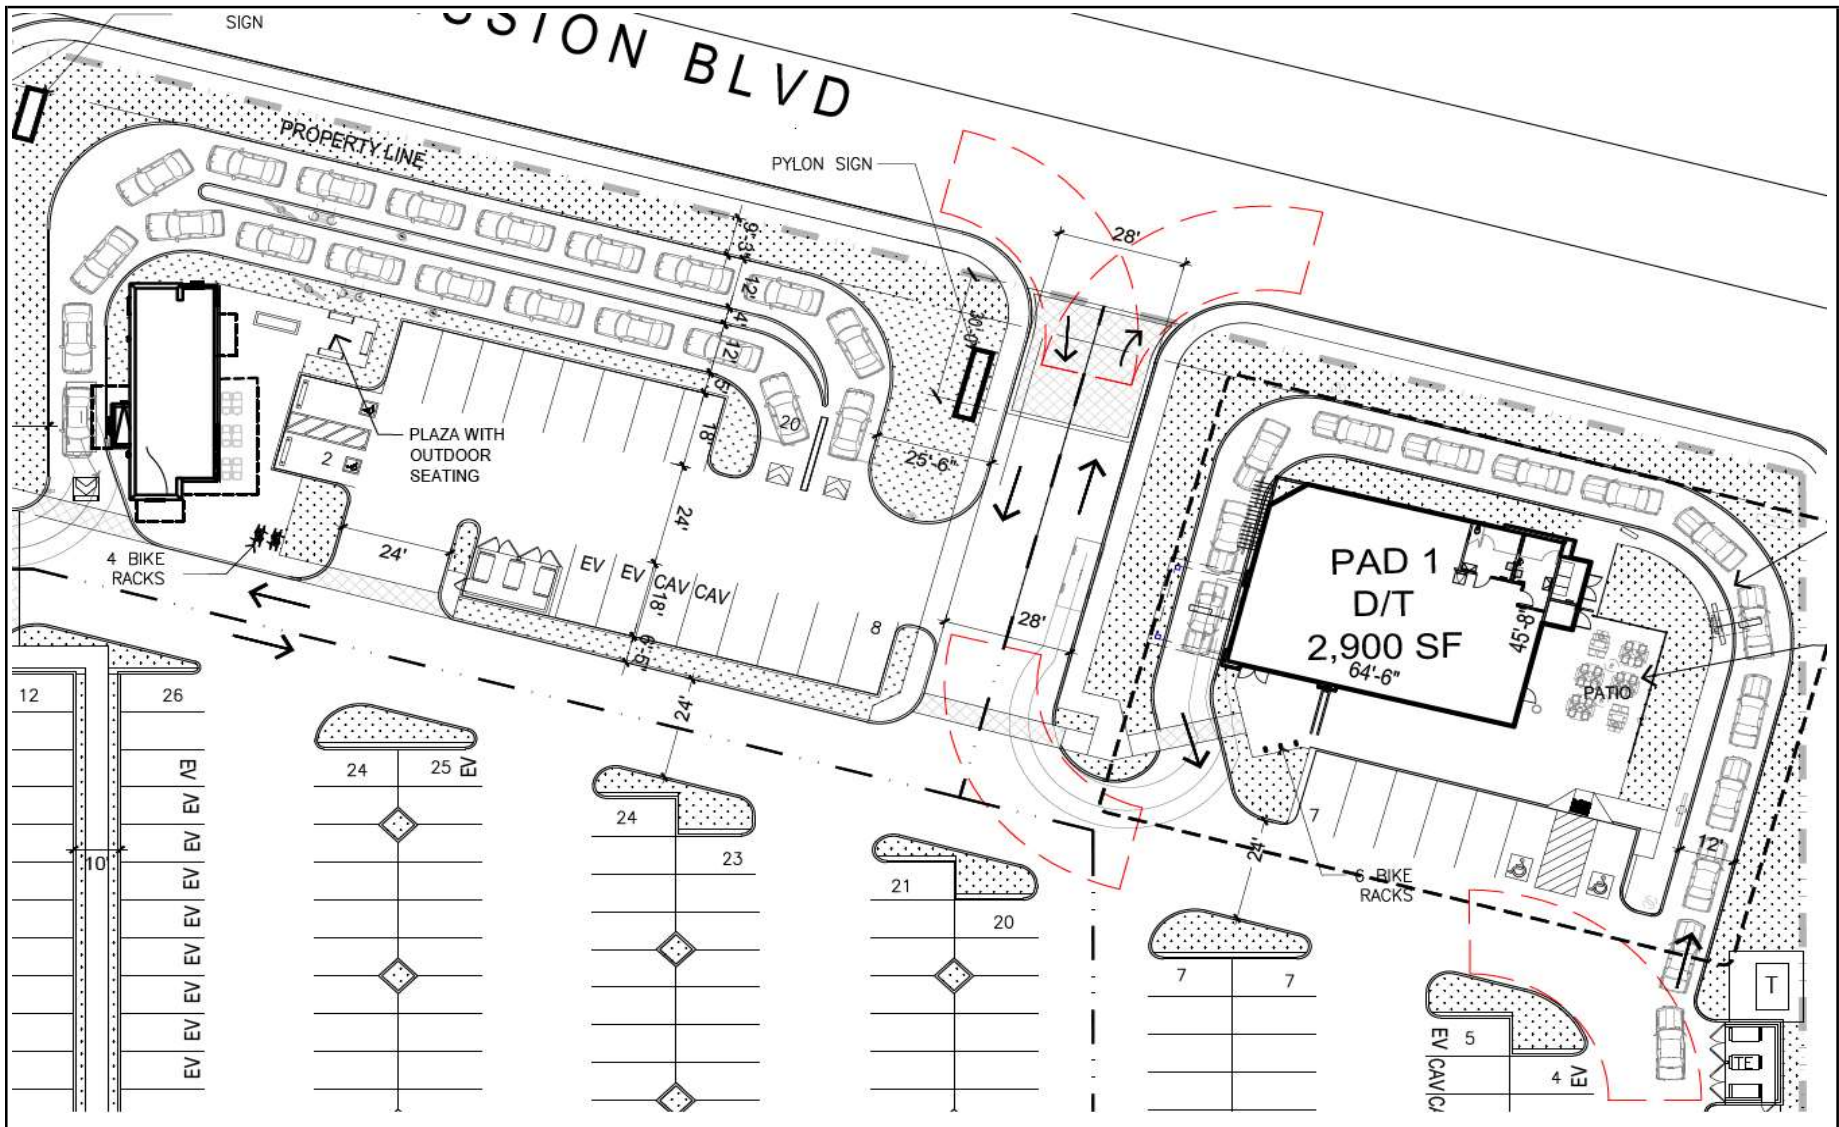 SIGN
SSION BLVD
PROPERTY LINE
PYLON SIGN
28'
9'-3"
12'
4'
12'
5'
30'-0"
20
18'
25'-6"
PLAZA WITH
OUTDOOR
SEATING
2
24'
24'
4 BIKE
RACKS
EV
EV
CAV
CAV
18'
8
28'
6'
5'
PAD 1
D/T
2,900 SF
64'-6"
45'-8"
PATIO
12
26
24'
24
25
EV
24
23
21
20
10'
EV
EV
EV
EV
EV
EV
EV
EV
EV
7
24'
6 BIKE
RACKS
12'
7
7
5
4
EV
EV
CAV
T
TE